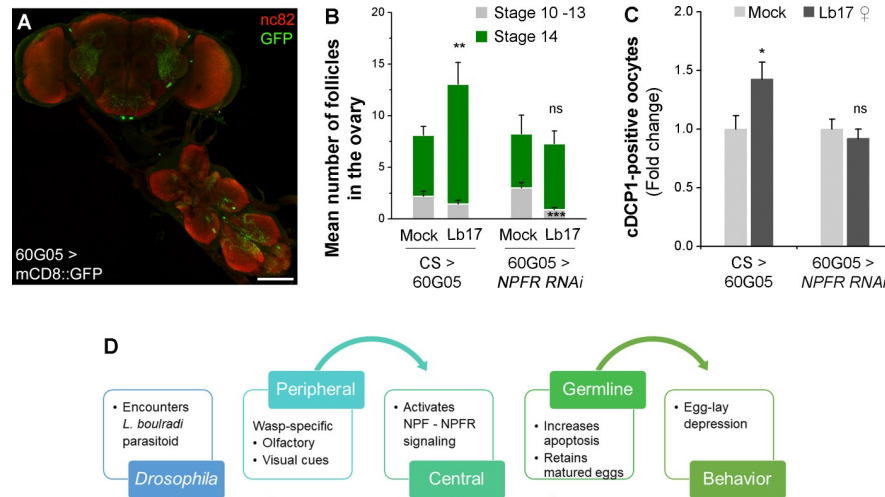 A
nc82
GFP
60G05 >
mCD8::GFP
B
Mean number of follicles
in the ovary
20
15
10
5
0
Stage 10 -13
Stage 14
**
ns
***
Mock Lb17 Mock Lb17
CS > 60G05 >
60G05 NPFR RNAi
C
cDCP1-positive oocytes
(Fold change)
2.0
1.5
1.0
0.5
0.0
Mock Lb17 ♀
*
ns
CS > 60G05 >
60G05 NPFR RNAi
D
• Encounters
L. boulradi
parasitoid
Drosophila
Peripheral
Wasp-specific
• Olfactory
• Visual cues
• Activates
NPF - NPFR
signaling
Central
Germline
• Increases
apoptosis
• Retains
matured eggs
• Egg-lay
depression
Behavior